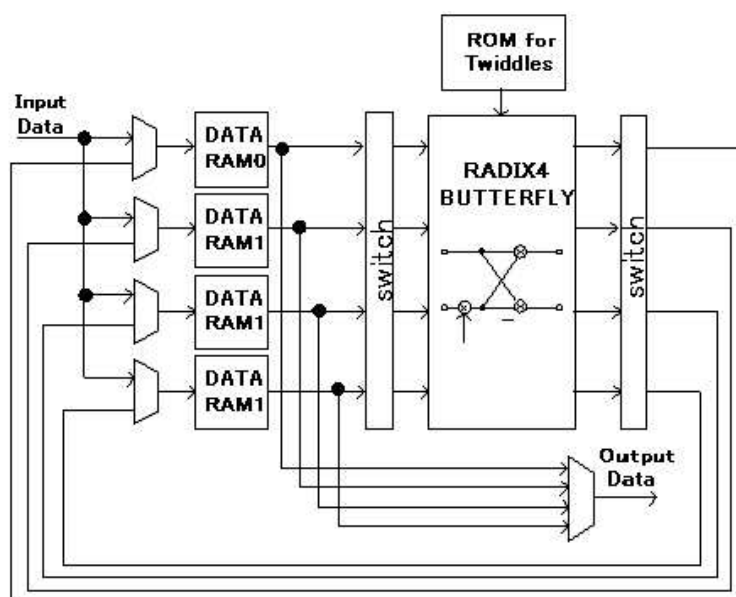 ROM for
Twiddles
Input
Data
DATA
RAM0
DATA
RAM1
DATA
RAM1
DATA
RAM1
switch
RADIX4
BUTTERFLY
switch
Output
Data